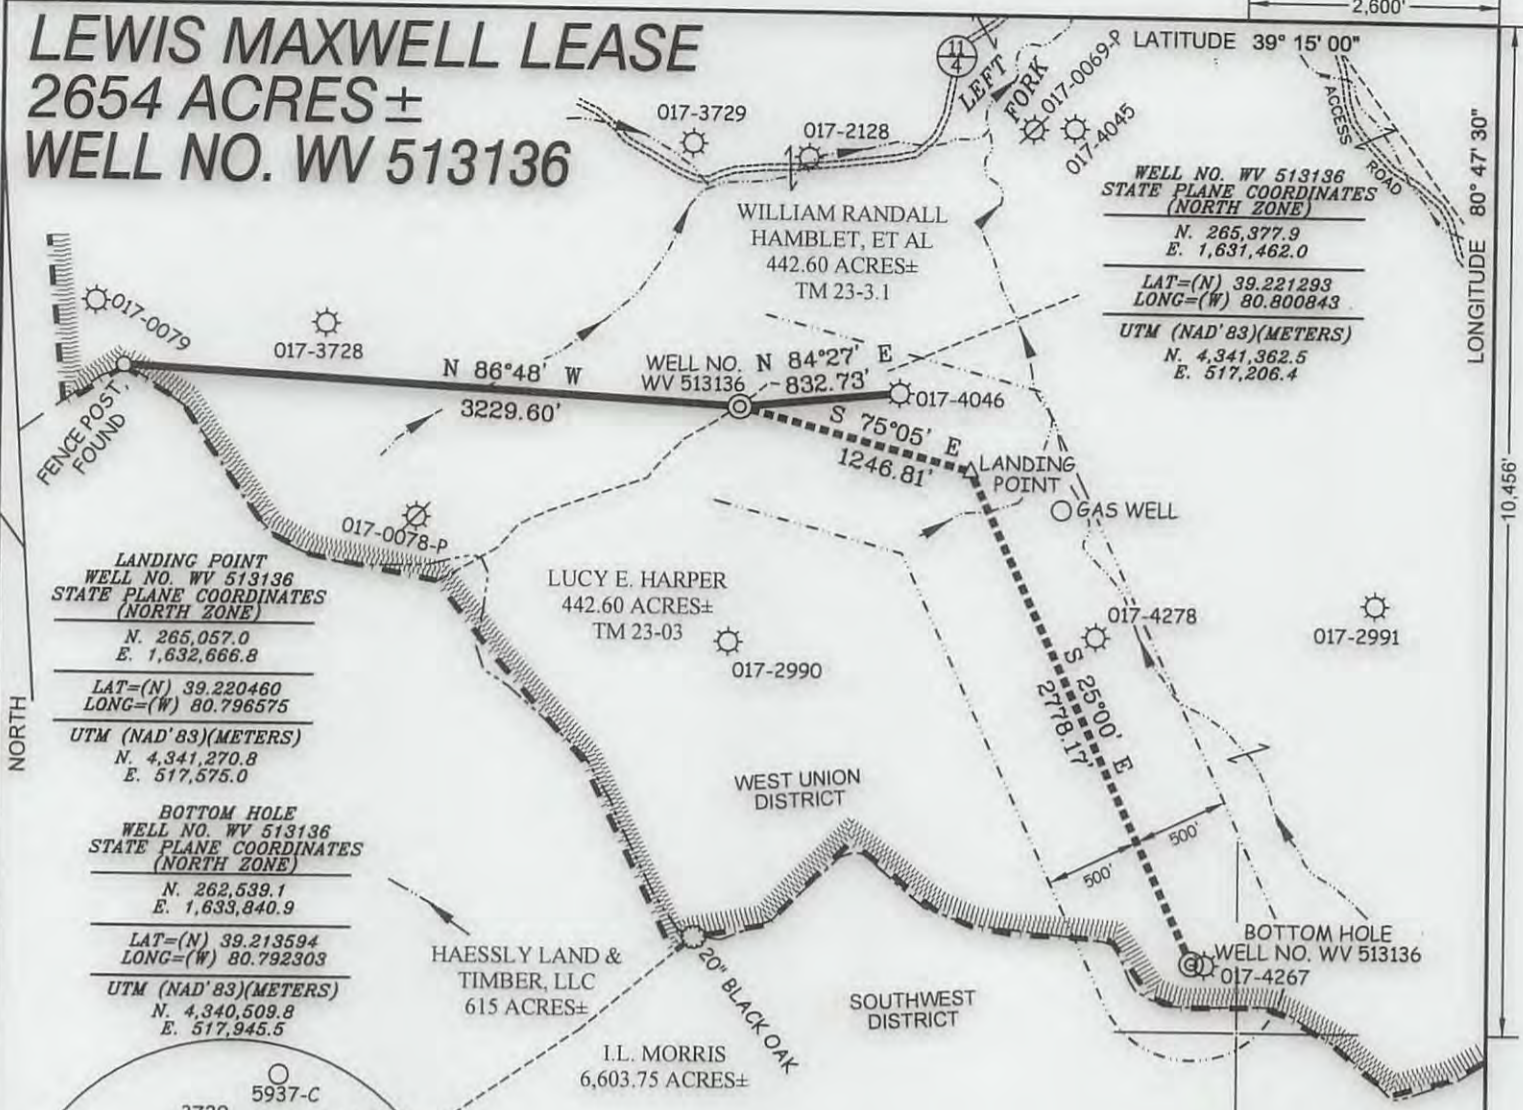 LEWIS MAXWELL LEASE
2654 ACRES±
WELL NO. WV 513136
2,600'
LATITUDE 39° 15' 00"
LONGITUDE 80° 47' 30"
10,456'
11
4
LEFT
FORK
017-0069-P
017-4045
ACCESS
ROAD
017-3729
017-2128
WELL NO. WV 513136
STATE PLANE COORDINATES
(NORTH ZONE)
N. 265,377.9
E. 1,631,462.0
LAT=(N) 39.221293
LONG=(W) 80.800843
UTM (NAD'83)(METERS)
N. 4,341,362.5
E. 517,206.4
WILLIAM RANDALL
HAMBLET, ET AL
442.60 ACRES±
TM 23-3.1
017-0079
017-3728
FENCE POST,
FOUND
N 86°48' W
3229.60'
WELL NO.
WV 513136
N 84°27' E
832.73'
017-4046
S 75°05' E
1246.81'
LANDING
POINT
GAS WELL
017-0078-P
LANDING POINT
WELL NO. WV 513136
STATE PLANE COORDINATES
(NORTH ZONE)
N. 265,057.0
E. 1,632,666.8
LAT=(N) 39.220460
LONG=(W) 80.796575
UTM (NAD'83)(METERS)
N. 4,341,270.8
E. 517,575.0
NORTH
LUCY E. HARPER
442.60 ACRES±
TM 23-03
017-2990
017-4278
017-2991
S 25°00' E
2778.17'
WEST UNION
DISTRICT
500'
500'
BOTTOM HOLE
WELL NO. WV 513136
STATE PLANE COORDINATES
(NORTH ZONE)
N. 262,539.1
E. 1,633,840.9
LAT=(N) 39.213594
LONG=(W) 80.792303
UTM (NAD'83)(METERS)
N. 4,340,509.8
E. 517,945.5
HAESSLY LAND &
TIMBER, LLC
615 ACRES±
20" BLACK OAK
SOUTHWEST
DISTRICT
BOTTOM HOLE
WELL NO. WV 513136
017-4267
I.L. MORRIS
6,603.75 ACRES±
5937-C